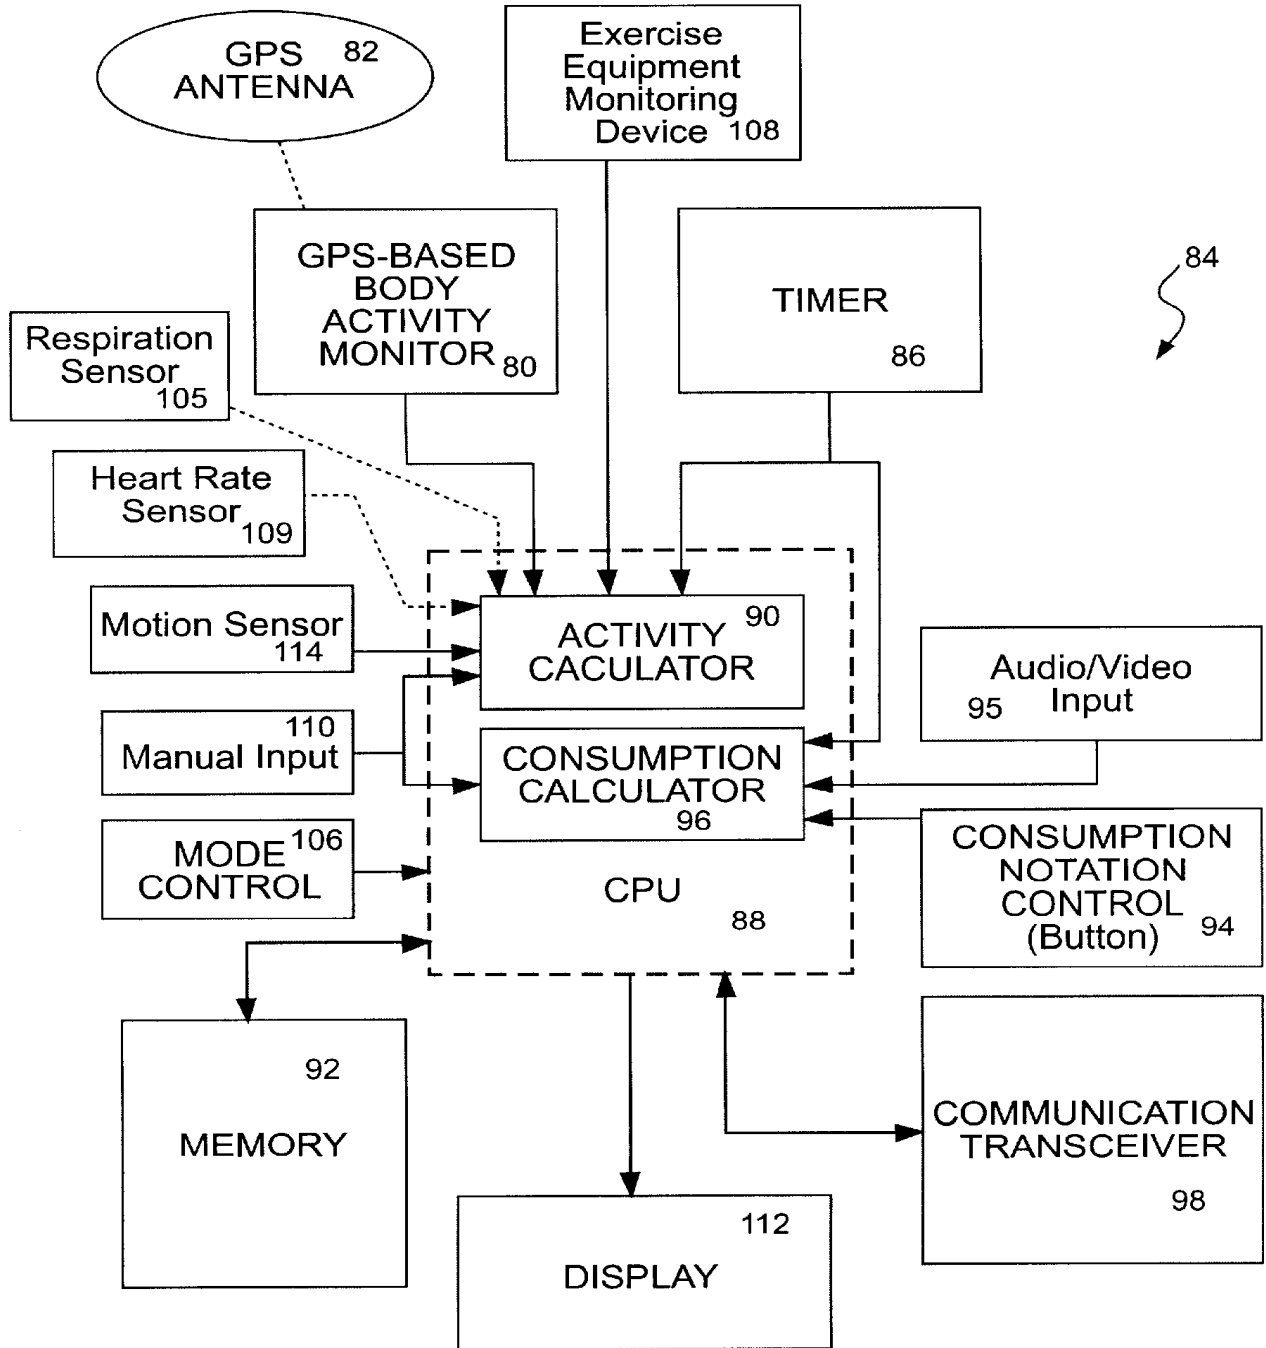 GPS 82
ANTENNA
Exercise
Equipment
Monitoring
Device 108
GPS-BASED
BODY
ACTIVITY
MONITOR 80
TIMER
86
84
Respiration
Sensor
105
Heart Rate
Sensor 109
Motion Sensor
114
110
Manual Input
MODE 106
CONTROL
90
ACTIVITY
CACULATOR
CONSUMPTION
CALCULATOR
96
CPU
88
Audio/Video
95 Input
CONSUMPTION
NOTATION
CONTROL
(Button) 94
92
MEMORY
COMMUNICATION
TRANSCEIVER
98
112
DISPLAY